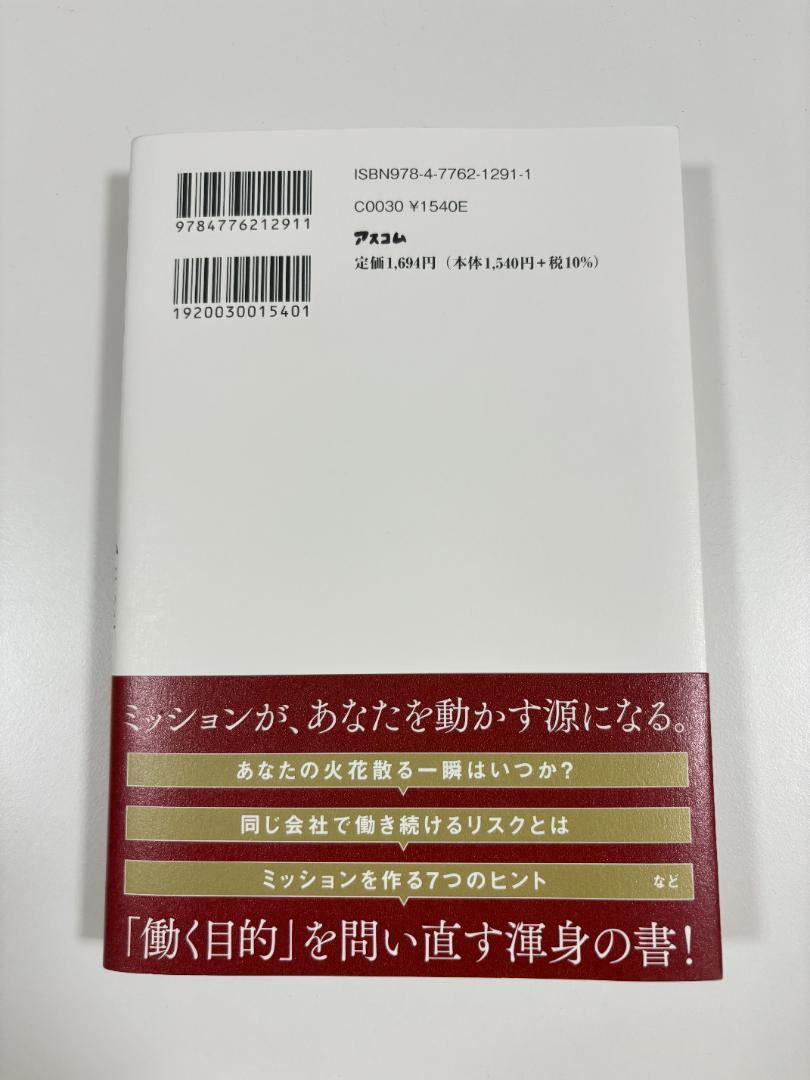 ISBN978-4-7762-1291-1
9784776212911
C0030 ¥1540E
アスコム
定価1,694円（本体1,540円＋税10%）
1920030015401
ミッションが、あなたを動かす源になる。
あなたの火花散る一瞬はいつか？
同じ会社で働き続けるリスクとは
ミッションを作る7つのヒント
など
「働く目的」を問い直す渾身の書！